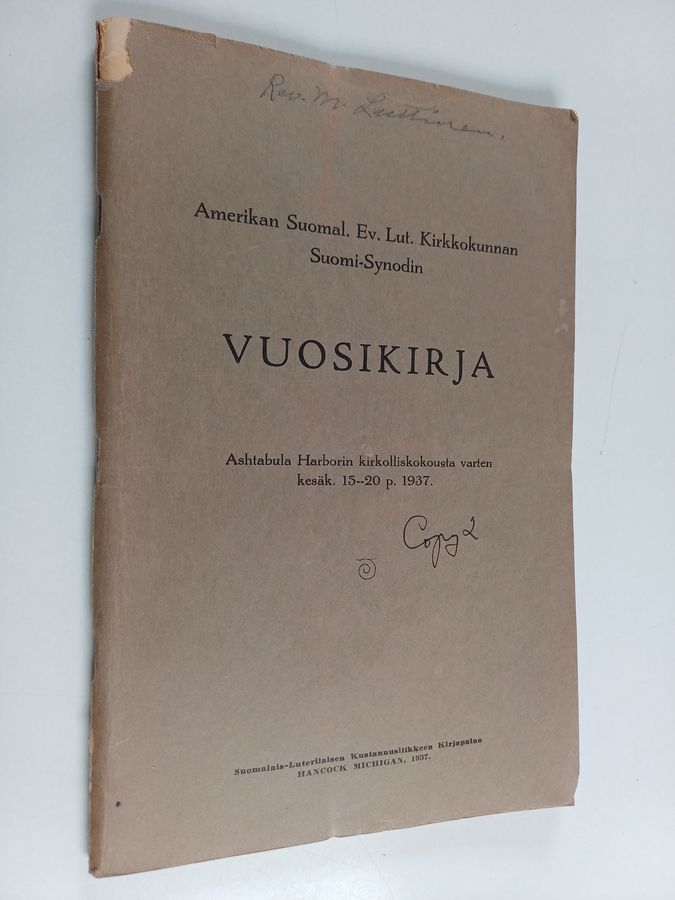 Rev. M. Luttinen.
Amerikan Suomal. Ev. Lut. Kirkkokunnan
Suomi-Synodin
VUOSIKIRJA
Ashtabula Harborin kirkolliskokousta varten
kesäk. 15--20 p. 1937.
Copy 2
Suomalais-Luterilaisen Kustannusliikkeen Kirjapaino
HANCOCK MICHIGAN, 1937.